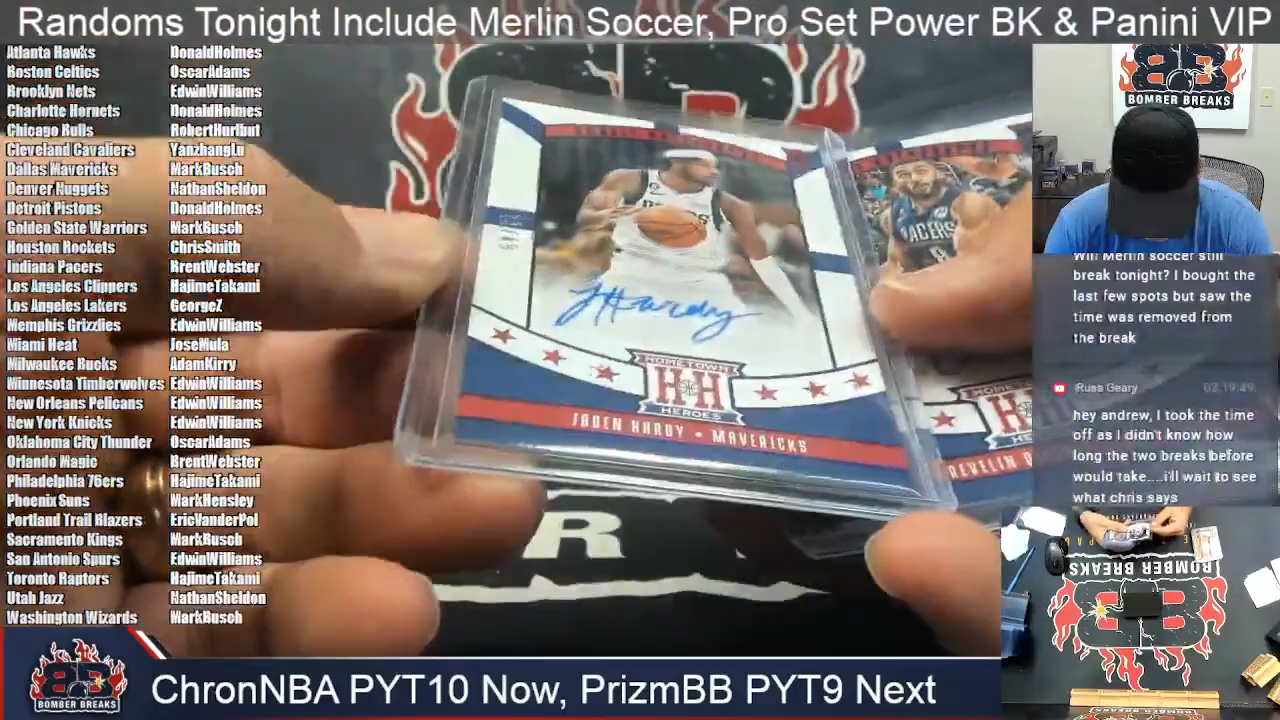 Randoms Tonight Include Merlin Soccer, Pro Set Power BK & Panini VIP
Atlanta Hawks DonaldHolmes
Boston Celtics OscarAdams
Brooklyn Nets EdwinWilliams
Charlotte Hornets DonaldHolmes
Chicago Bulls RobertHurlbut
Cleveland Cavaliers YanzhangLu
Dallas Mavericks MarkBusch
Denver Nuggets NathanSheldon
Detroit Pistons DonaldHolmes
Golden State Warriors MarkBusch
Houston Rockets ChrisSmith
Indiana Pacers BrentWebster
Los Angeles Clippers HajimeTakami
Los Angeles Lakers GeorgeZ
Memphis Grizzlies EdwinWilliams
Miami Heat JoseMula
Milwaukee Bucks AdamKirry
Minnesota Timberwolves EdwinWilliams
New Orleans Pelicans EdwinWilliams
New York Knicks EdwinWilliams
Oklahoma City Thunder OscarAdams
Orlando Magic BrentWebster
Philadelphia 76ers HajimeTakami
Phoenix Suns MarkHensley
Portland Trail Blazers EricVanderPol
Sacramento Kings MarkBusch
San Antonio Spurs EdwinWilliams
Toronto Raptors HajimeTakami
Utah Jazz NathanSheldon
Washington Wizards MarkBusch
JHardy
HOMETOWN
HH
HEROES
JADEN HARDY • MAVERICKS
PACERS
R
BOMBER BREAKS
Will Merlin soccer still
break tonight? I bought the
last few spots but saw the
time was removed from
the break
Russ Geary 02:19:49
hey andrew, I took the time
off as I didn't know how
long the two breaks before
would take....i'll wait to see
what chris says
BOMBER BREAKS
BOMBER BREAKS
ChronNBA PYT10 Now, PrizmBB PYT9 Next